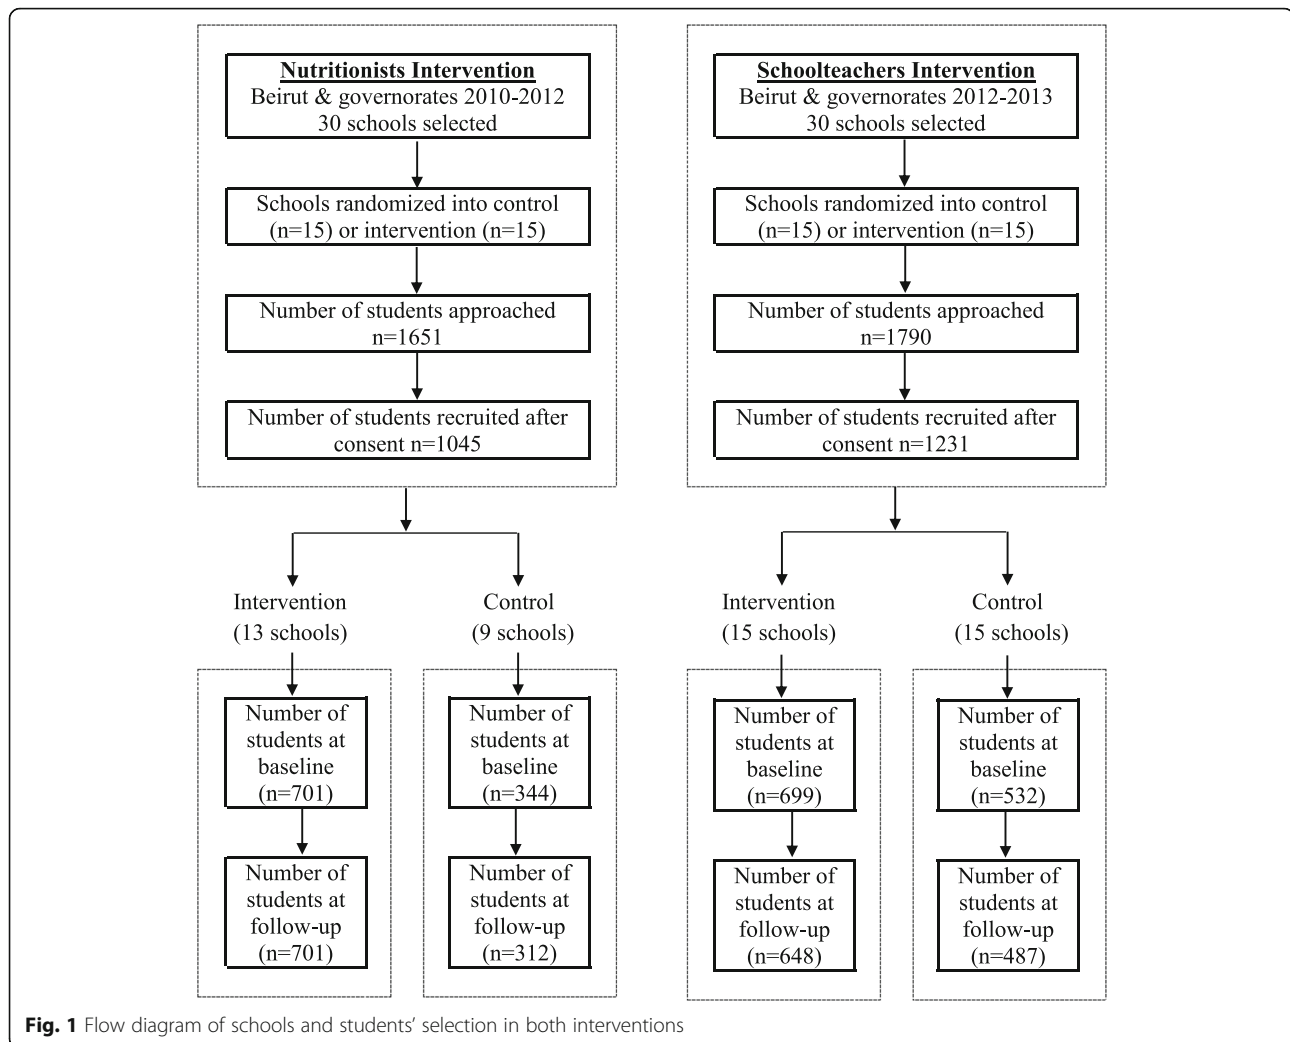 Nutritionists Intervention
Beirut & governorates 2010-2012
30 schools selected
Schools randomized into control
(n=15) or intervention (n=15)
Number of students approached
n=1651
Number of students recruited after
consent n=1045
Intervention
(13 schools)
Control
(9 schools)
Number of
students at
baseline
(n=701)
Number of
students at
follow-up
(n=701)
Number of
students at
baseline
(n=344)
Number of
students at
follow-up
(n=312)
Schoolteachers Intervention
Beirut & governorates 2012-2013
30 schools selected
Schools randomized into control
(n=15) or intervention (n=15)
Number of students approached
n=1790
Number of students recruited after
consent n=1231
Intervention
(15 schools)
Control
(15 schools)
Number of
students at
baseline
(n=699)
Number of
students at
follow-up
(n=648)
Number of
students at
baseline
(n=532)
Number of
students at
follow-up
(n=487)
Fig. 1 Flow diagram of schools and students’ selection in both interventions